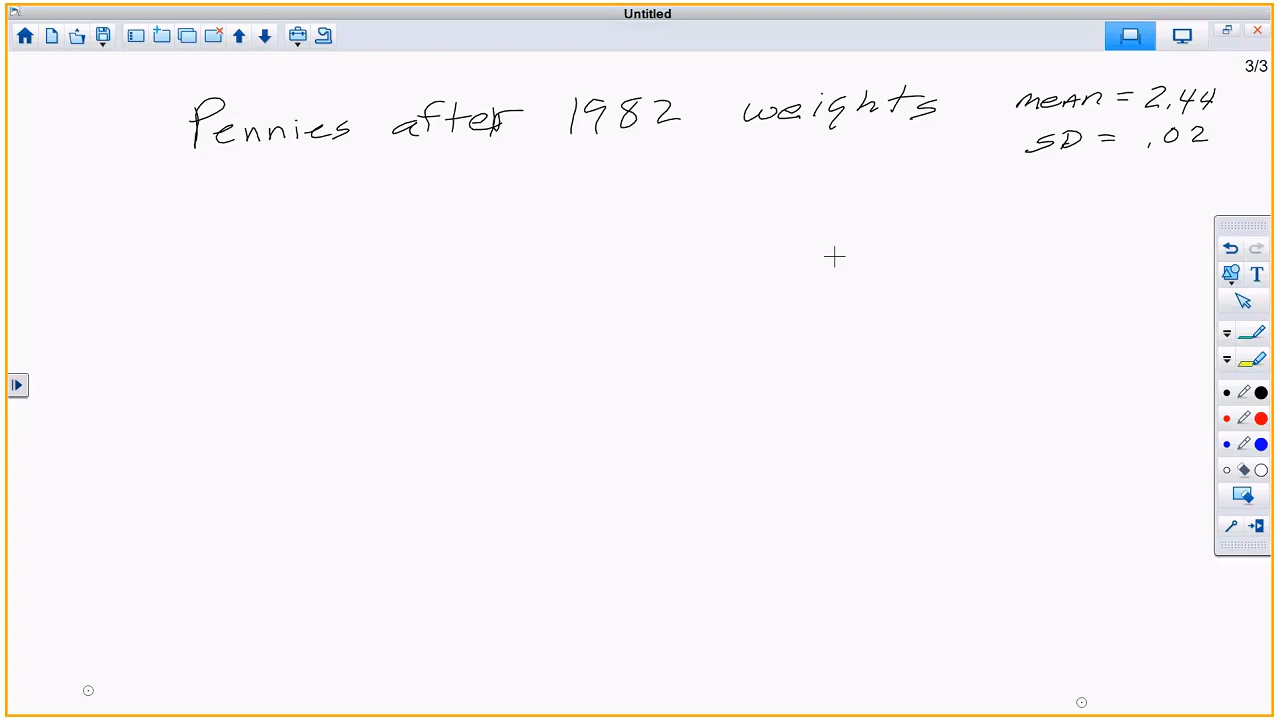 Untitled
3/3
Pennies after 1982 weights
meAn = 2.44
SD = .02
T